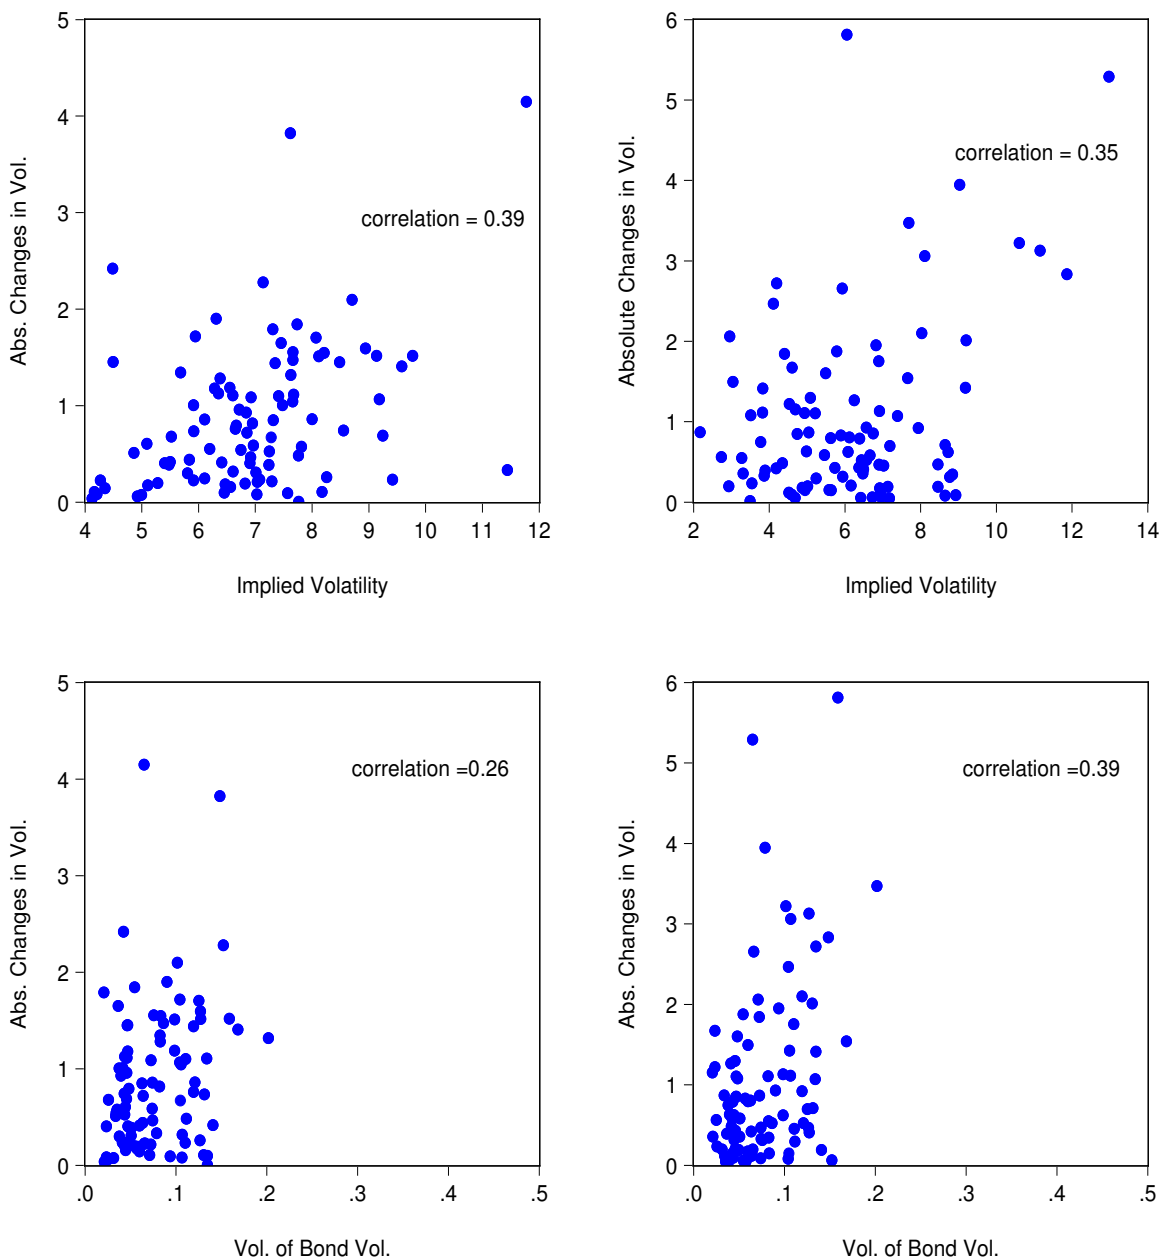 5
4
3
2
1
0
Abs. Changes in Vol.
correlation = 0.39
4 5 6 7 8 9 10 11 12
Implied Volatility
6
5
4
3
2
1
0
Absolute Changes in Vol.
correlation = 0.35
2 4 6 8 10 12 14
Implied Volatility
5
4
3
2
1
0
Abs. Changes in Vol.
correlation =0.26
.0 .1 .2 .3 .4 .5
Vol. of Bond Vol.
6
5
4
3
2
1
0
Abs. Changes in Vol.
correlation =0.39
.0 .1 .2 .3 .4 .5
Vol. of Bond Vol.